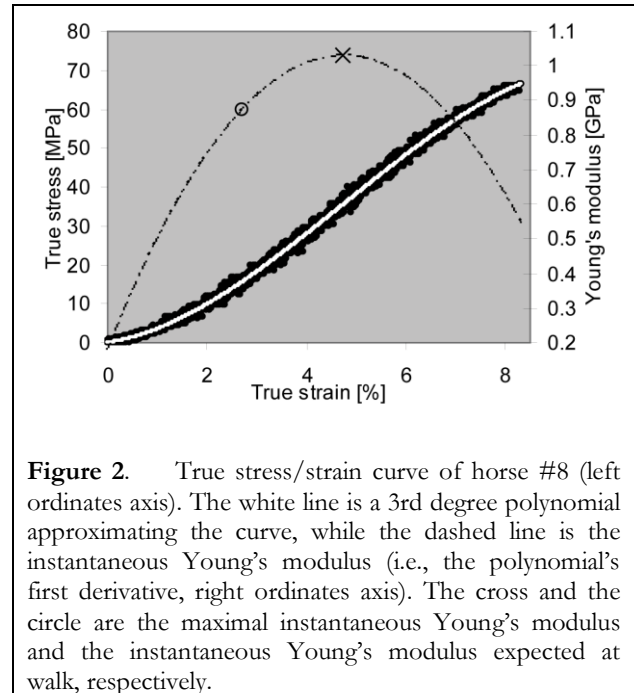 80
70
60
50
40
30
20
10
0
True stress [MPa]
1.1
1
0.9
0.8
0.7
0.6
0.5
0.4
0.3
0.2
Young's modulus [GPa]
0 2 4 6 8
True strain [%]
Figure 2. True stress/strain curve of horse #8 (left
ordinates axis). The white line is a 3rd degree polynomial
approximating the curve, while the dashed line is the
instantaneous Young's modulus (i.e., the polynomial's
first derivative, right ordinates axis). The cross and the
circle are the maximal instantaneous Young's modulus
and the instantaneous Young's modulus expected at
walk, respectively.